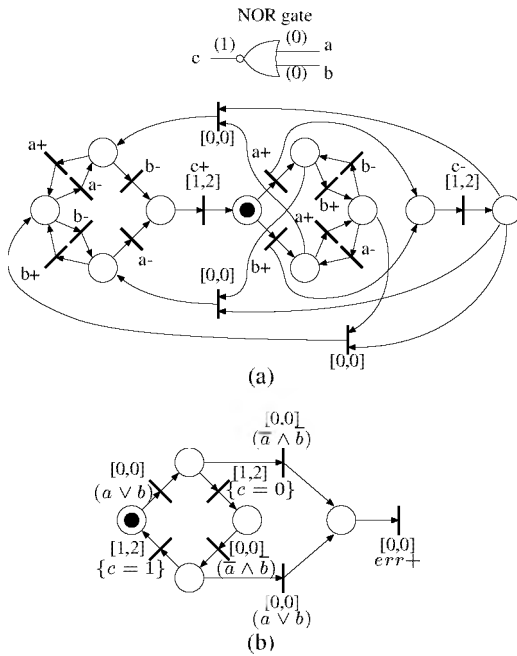 NOR gate
(1)
(0)
a
c
(0)
b
[0,0]
a+
a+
b-
c+
b-
c-
a-
[1,2]
[1,2]
b-
a+
b+
a-
a-
b+
b+
[0,0]
[0,0]
(a)
[0,0]
(a̅ ∧ b̅)
[0,0]
(a ∨ b)
[1,2]
{c = 0}
[1,2]
{c = 1}
[0,0]
(a̅ ∧ b̅)
[0,0]
err+
[0,0]
(a ∨ b)
(b)